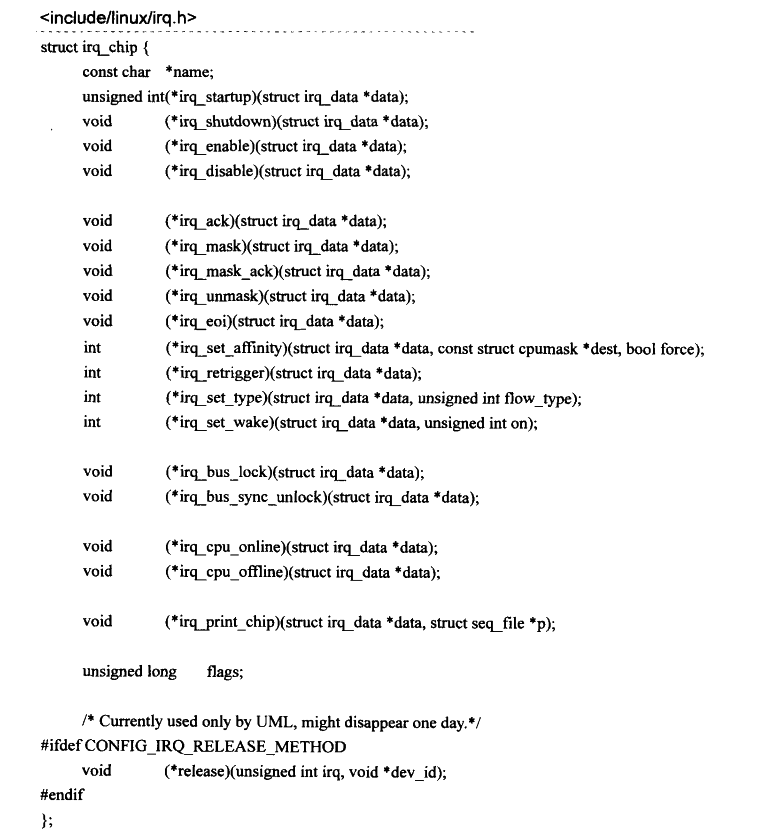 <include/linux/irq.h>
struct irq_chip {
const char *name;
unsigned int(*irq_startup)(struct irq_data *data);
void (*irq_shutdown)(struct irq_data *data);
void (*irq_enable)(struct irq_data *data);
void (*irq_disable)(struct irq_data *data);
void (*irq_ack)(struct irq_data *data);
void (*irq_mask)(struct irq_data *data);
void (*irq_mask_ack)(struct irq_data *data);
void (*irq_unmask)(struct irq_data *data);
void (*irq_eoi)(struct irq_data *data);
int (*irq_set_affinity)(struct irq_data *data, const struct cpumask *dest, bool force);
int (*irq_retrigger)(struct irq_data *data);
int (*irq_set_type)(struct irq_data *data, unsigned int flow_type);
int (*irq_set_wake)(struct irq_data *data, unsigned int on);
void (*irq_bus_lock)(struct irq_data *data);
void (*irq_bus_sync_unlock)(struct irq_data *data);
void (*irq_cpu_online)(struct irq_data *data);
void (*irq_cpu_offline)(struct irq_data *data);
void (*irq_print_chip)(struct irq_data *data, struct seq_file *p);
unsigned long flags;
/* Currently used only by UML, might disappear one day.*/
#ifdef CONFIG_IRQ_RELEASE_METHOD
void (*release)(unsigned int irq, void *dev_id);
#endif
};